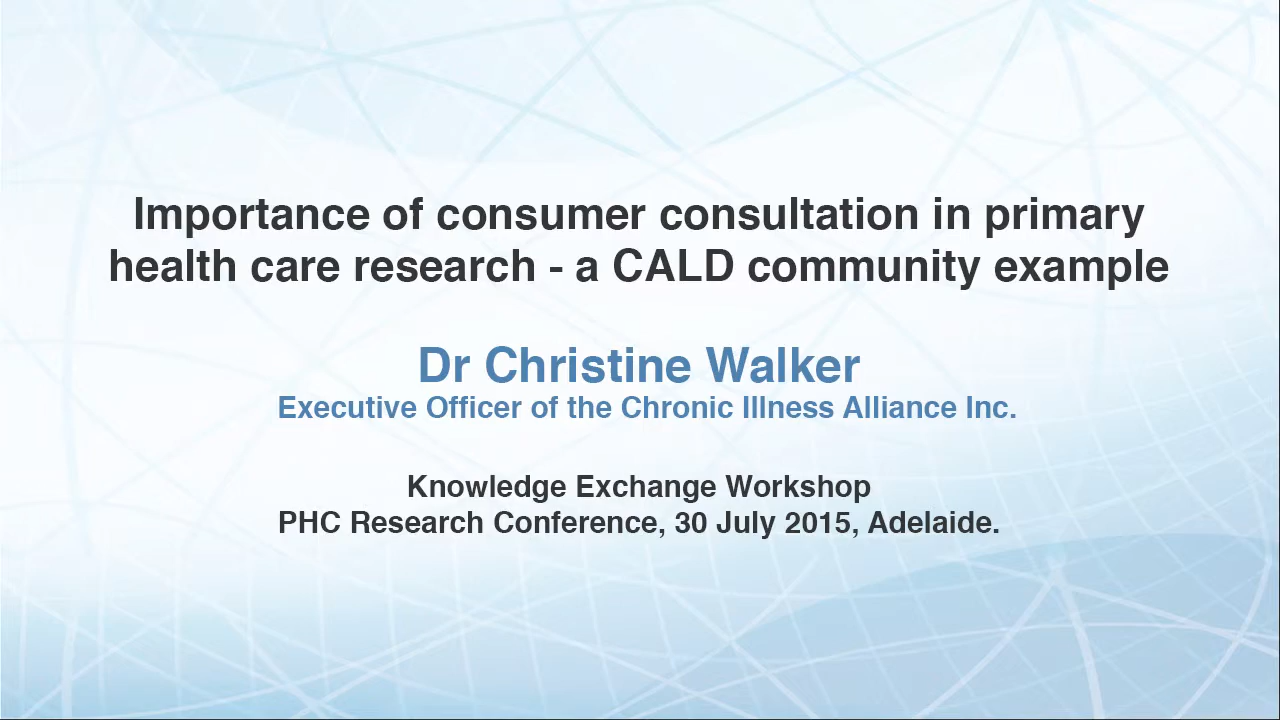 Importance of consumer consultation in primary
health care research - a CALD community example
Dr Christine Walker
Executive Officer of the Chronic Illness Alliance Inc.
Knowledge Exchange Workshop
PHC Research Conference, 30 July 2015, Adelaide.